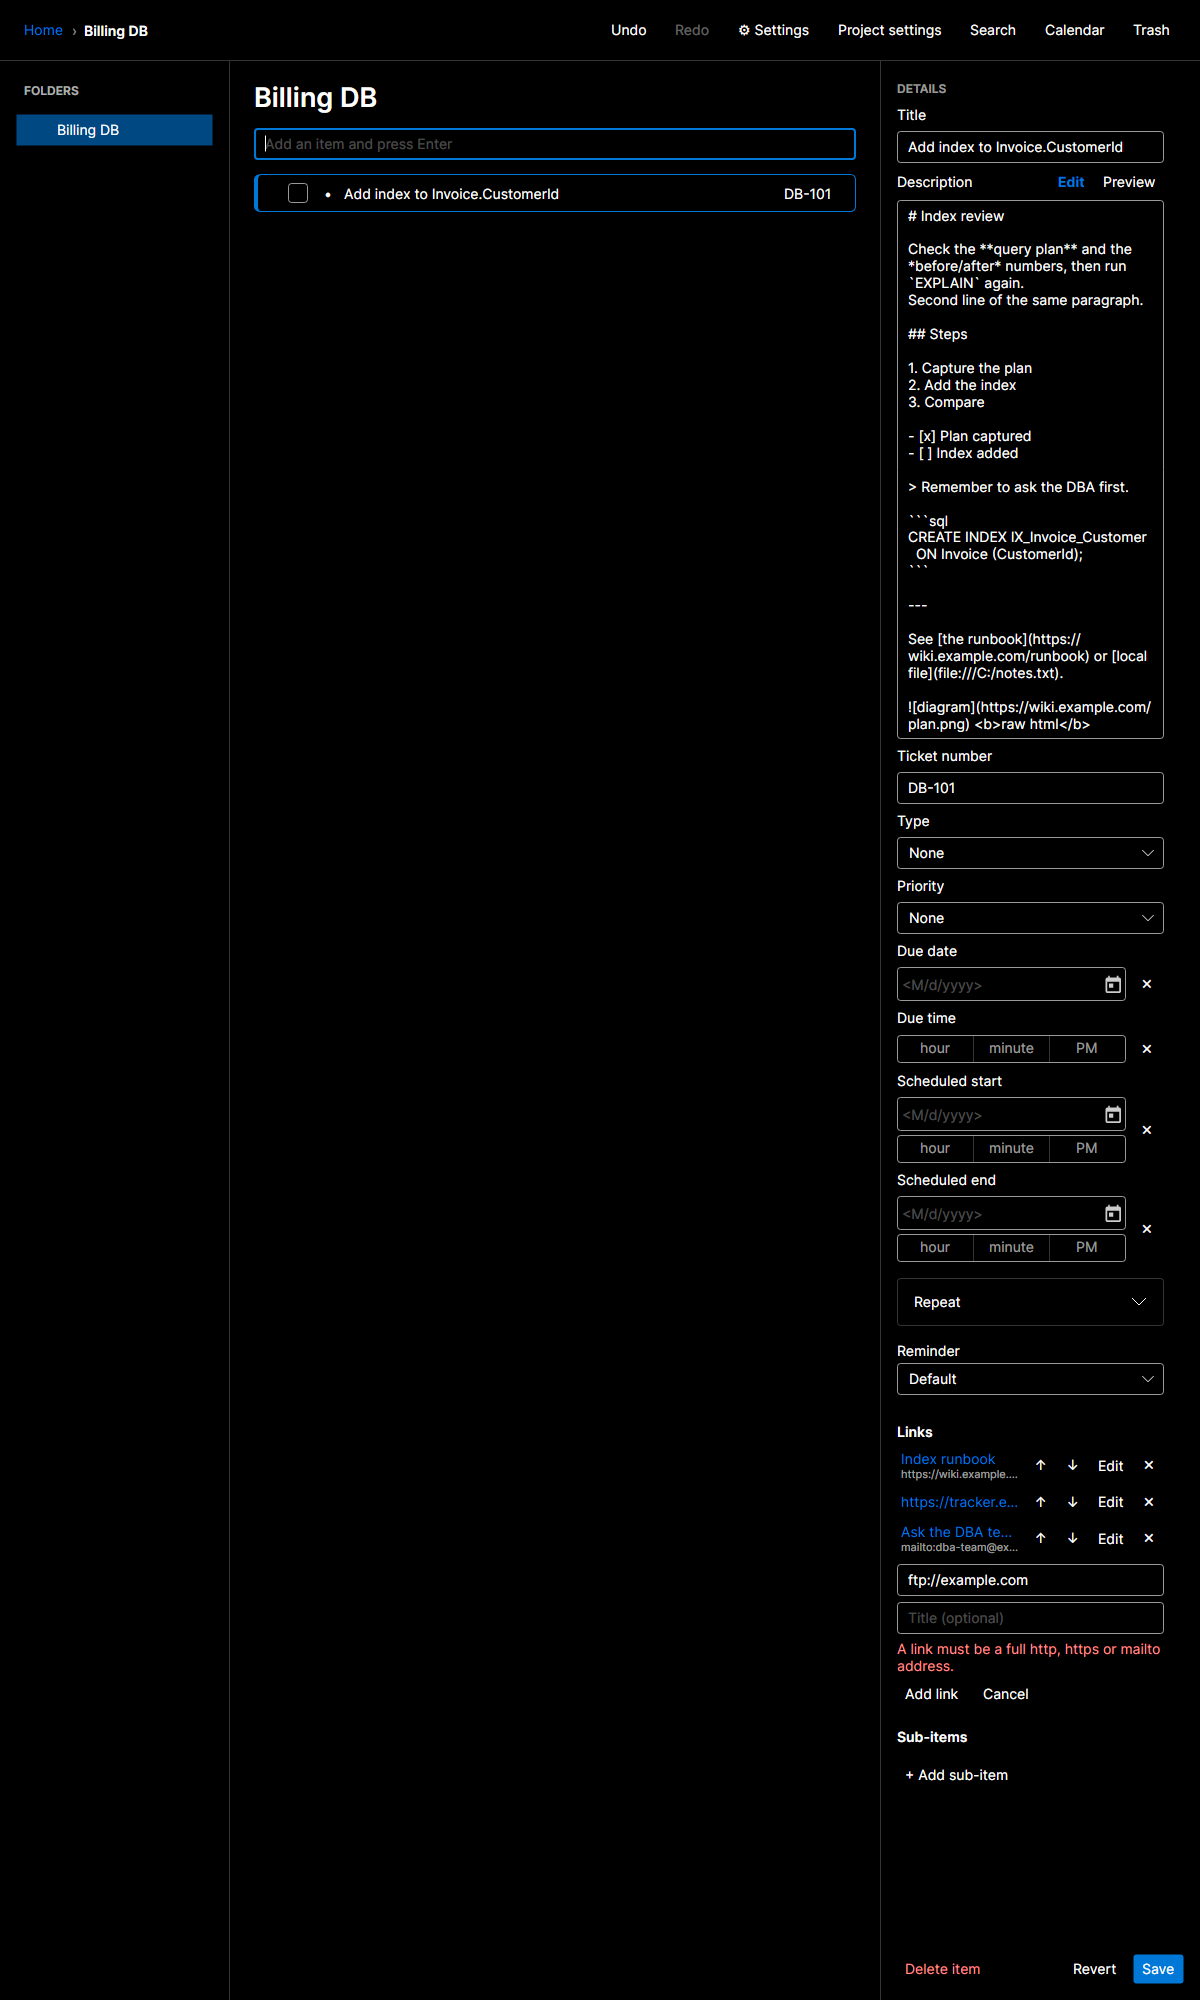 Home › Billing DB
Undo Redo ⚙ Settings Project settings Search Calendar Trash
FOLDERS
Billing DB
Billing DB
Add an item and press Enter
• Add index to Invoice.CustomerId DB-101
DETAILS
Title
Add index to Invoice.CustomerId
Description Edit Preview
# Index review
Check the **query plan** and the
*before/after* numbers, then run
`EXPLAIN` again.
Second line of the same paragraph.
## Steps
1. Capture the plan
2. Add the index
3. Compare
- [x] Plan captured
- [ ] Index added
> Remember to ask the DBA first.
```sql
CREATE INDEX IX_Invoice_Customer
ON Invoice (CustomerId);
```
---
See [the runbook](https://
wiki.example.com/runbook) or [local
file](file:///C:/notes.txt).
![diagram](https://wiki.example.com/
plan.png) <b>raw html</b>
Ticket number
DB-101
Type
None
Priority
None
Due date
<M/d/yyyy> ×
Due time
hour minute PM ×
Scheduled start
<M/d/yyyy>
×
hour minute PM
Scheduled end
<M/d/yyyy>
×
hour minute PM
Repeat
Reminder
Default
Links
Index runbook ↑ ↓ Edit ×
https://wiki.example....
https://tracker.e... ↑ ↓ Edit ×
Ask the DBA te... ↑ ↓ Edit ×
mailto:dba-team@ex...
ftp://example.com
Title (optional)
A link must be a full http, https or mailto
address.
Add link Cancel
Sub-items
+ Add sub-item
Delete item Revert Save